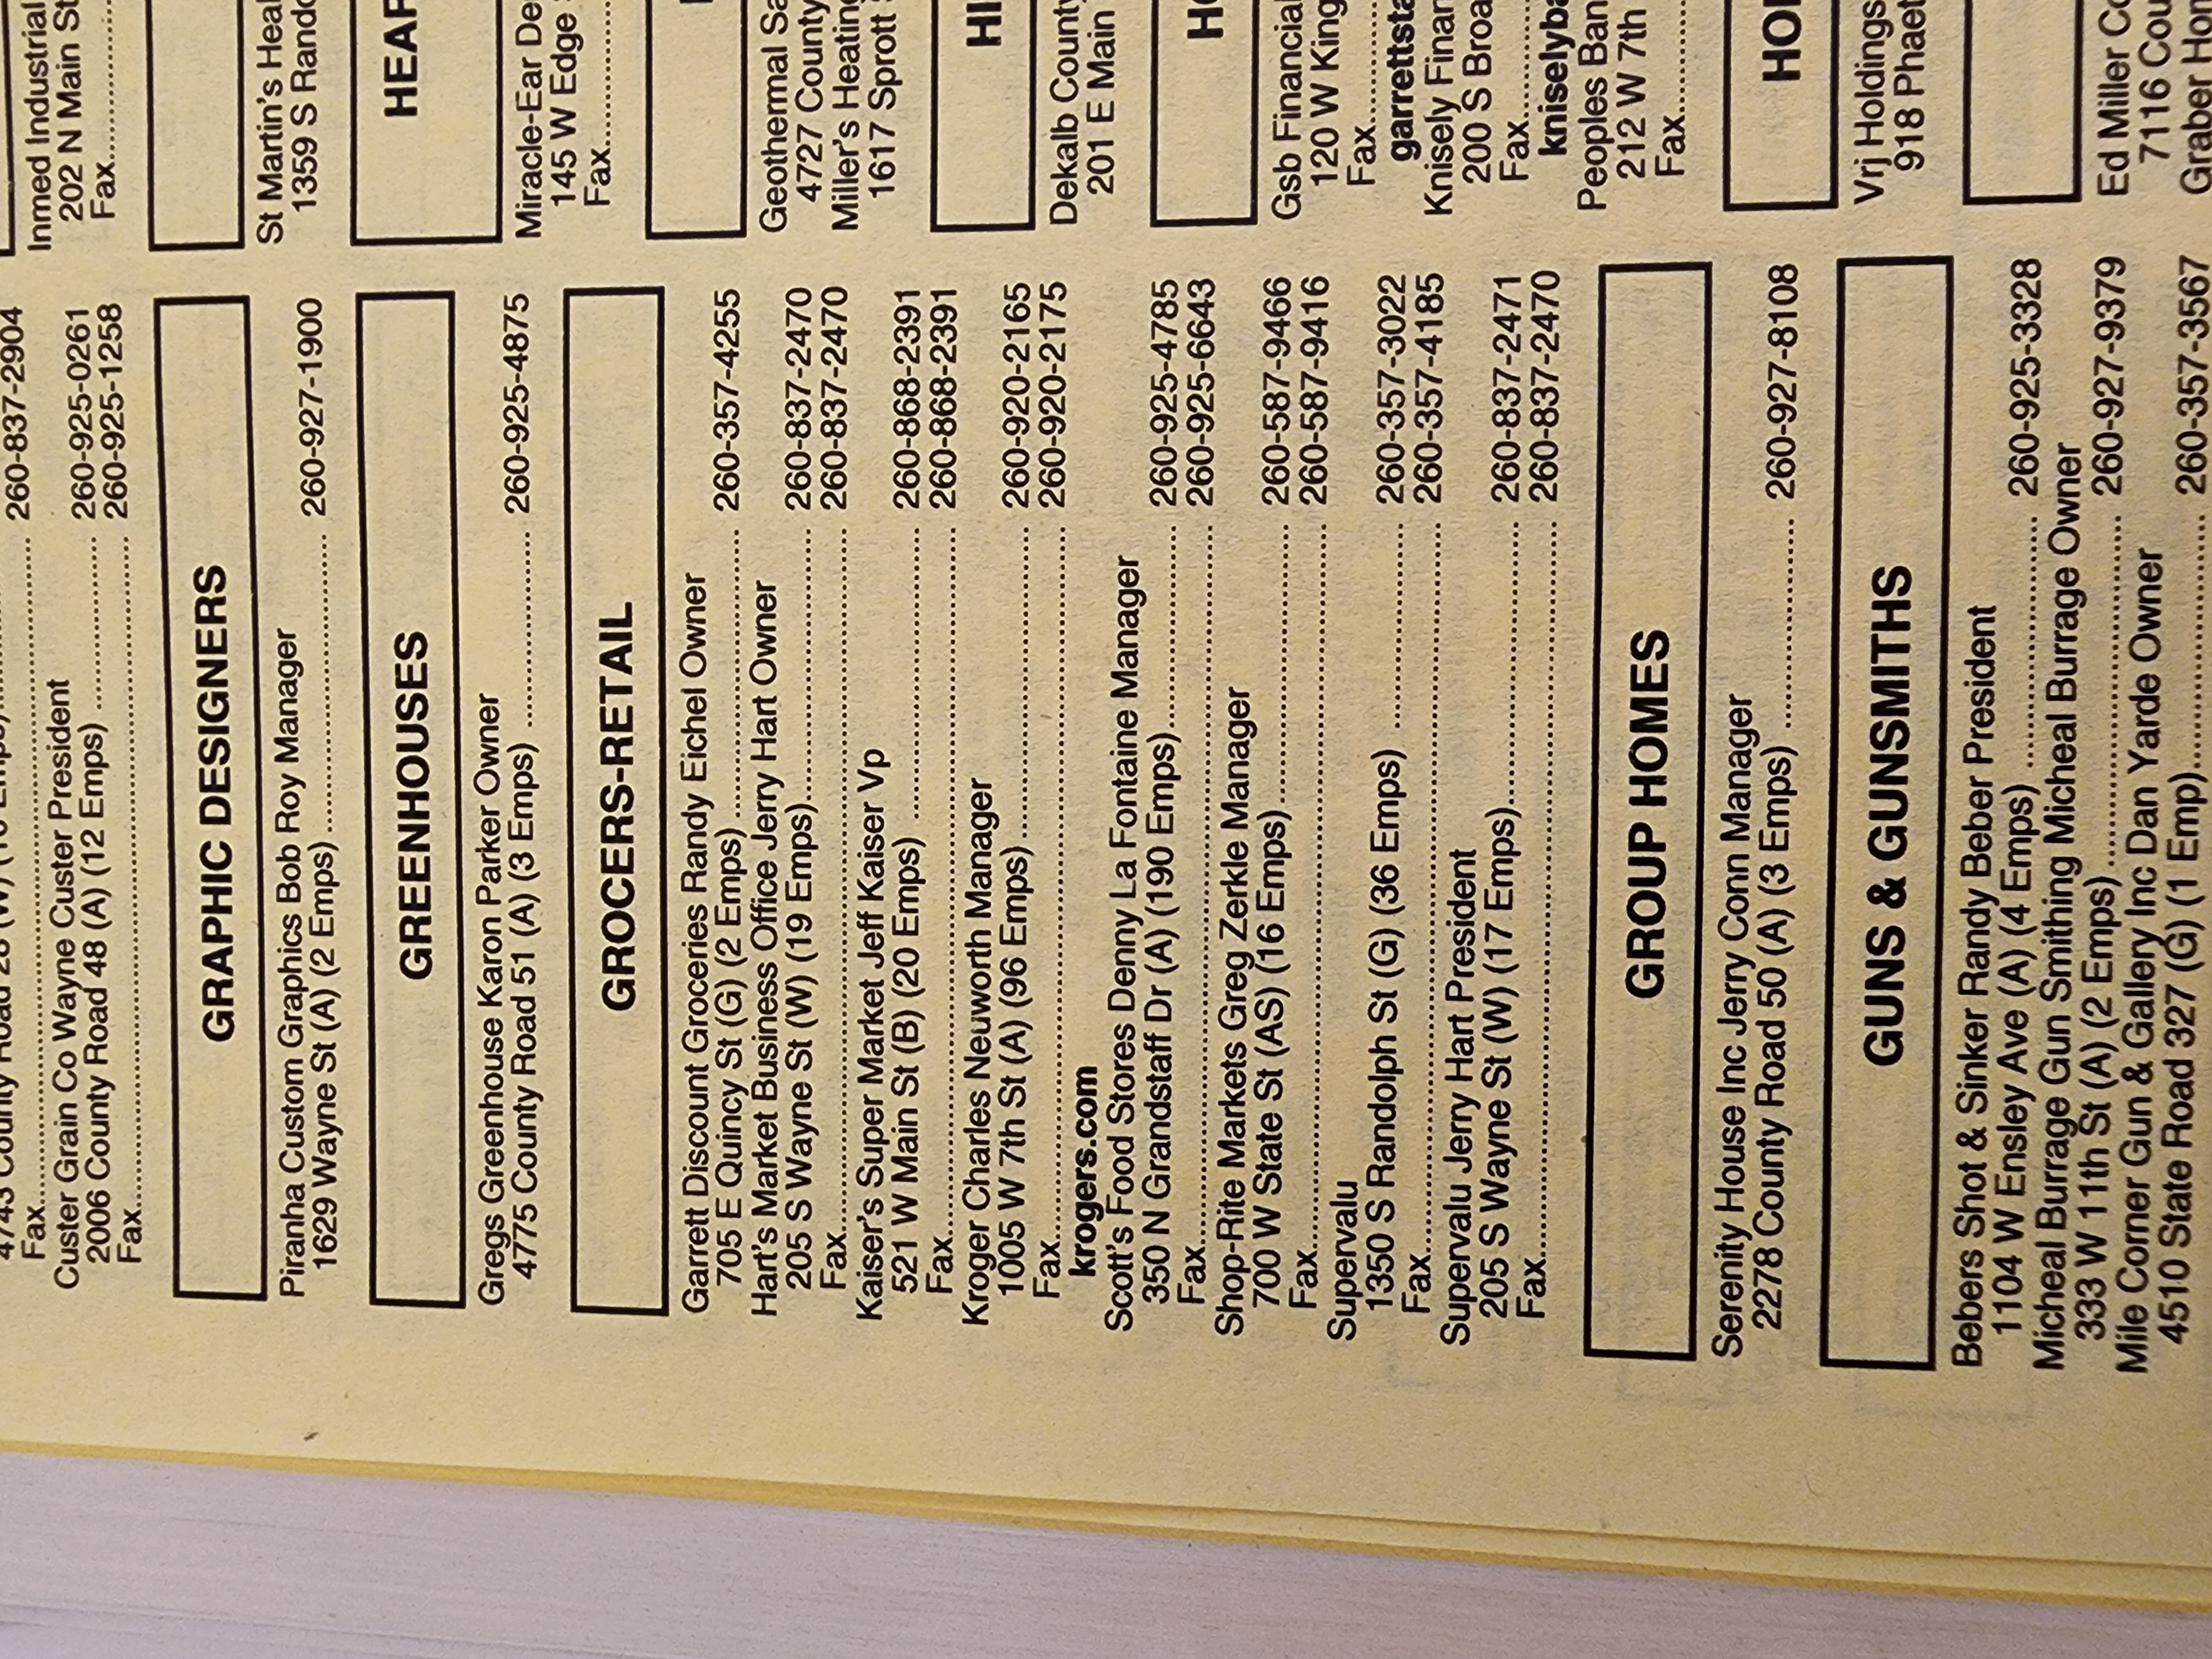 260-837-2904
Fax
Custer Grain Co Wayne Custer President
2006 County Road 48 (A) (12 Emps) 260-925-0261
Fax 260-925-1258
GRAPHIC DESIGNERS
Piranha Custom Graphics Bob Roy Manager
1629 Wayne St (A) (2 Emps) 260-927-1900
GREENHOUSES
Gregs Greenhouse Karon Parker Owner
4775 County Road 51 (A) (3 Emps) 260-925-4875
GROCERS-RETAIL
Garrett Discount Groceries Randy Eichel Owner
705 E Quincy St (G) (2 Emps) 260-357-4255
Hart's Market Business Office Jerry Hart Owner
205 S Wayne St (W) (19 Emps) 260-837-2470
Fax 260-837-2470
Kaiser's Super Market Jeff Kaiser Vp
521 W Main St (B) (20 Emps) 260-868-2391
Fax 260-868-2391
Kroger Charles Neuworth Manager
1005 W 7th St (A) (96 Emps) 260-920-2165
Fax 260-920-2175
krogers.com
Scott's Food Stores Denny La Fontaine Manager
350 N Grandstaff Dr (A) (190 Emps) 260-925-4785
Fax 260-925-6643
Shop-Rite Markets Greg Zerkle Manager
700 W State St (AS) (16 Emps) 260-587-9466
Fax 260-587-9416
Supervalu
1350 S Randolph St (G) (36 Emps) 260-357-3022
Fax 260-357-4185
Supervalu Jerry Hart President
205 S Wayne St (W) (17 Emps) 260-837-2471
Fax 260-837-2470
GROUP HOMES
Serenity House Inc Jerry Conn Manager
2278 County Road 50 (A) (3 Emps) 260-927-8108
GUNS & GUNSMITHS
Bebers Shot & Sinker Randy Beber President
1104 W Ensley Ave (A) (4 Emps) 260-925-3328
Micheal Burrage Gun Smithing Micheal Burrage Owner
333 W 11th St (A) (2 Emps) 260-927-9379
Mile Corner Gun & Gallery Inc Dan Yarde Owner
4510 State Road 327 (G) (1 Emp) 260-357-3567
Inmed Industrial
202 N Main St
Fax
St Martin's Heal
1359 S Rando
HEAR
Miracle-Ear De
145 W Edge
Fax
Geothermal Sa
4727 County
Miller's Heating
1617 Sprott
HI
Dekalb County
201 E Main
HO
Gsb Financial
120 W King
Fax
garrettsta
Knisely Finan
200 S Broa
Fax
kniselyba
Peoples Ban
212 W 7th
Fax
HO
Vrj Holdings
918 Phaet
Ed Miller Co
7116 Cou
Graber Hom